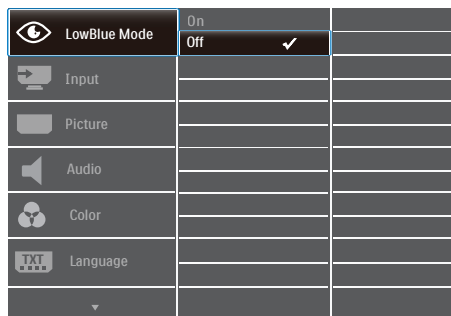 LowBlue Mode
On
Off
Input
Picture
Audio
Color
TXT
Language